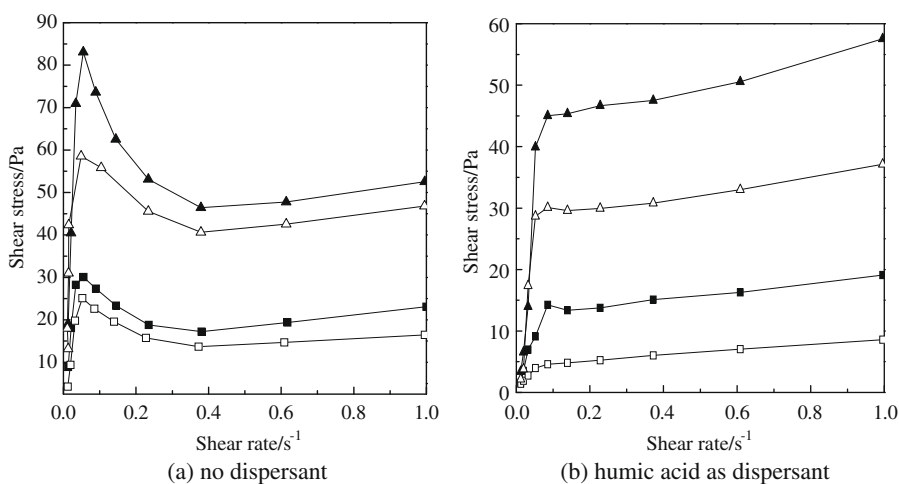 90
80
70
60
50
40
30
20
10
Shear stress/Pa
0.0 0.2 0.4 0.6 0.8 1.0
Shear rate/s-1
(a) no dispersant
60
50
40
30
20
10
0
Shear stress/Pa
0.0 0.2 0.4 0.6 0.8 1.0
Shear rate/s-1
(b) humic acid as dispersant